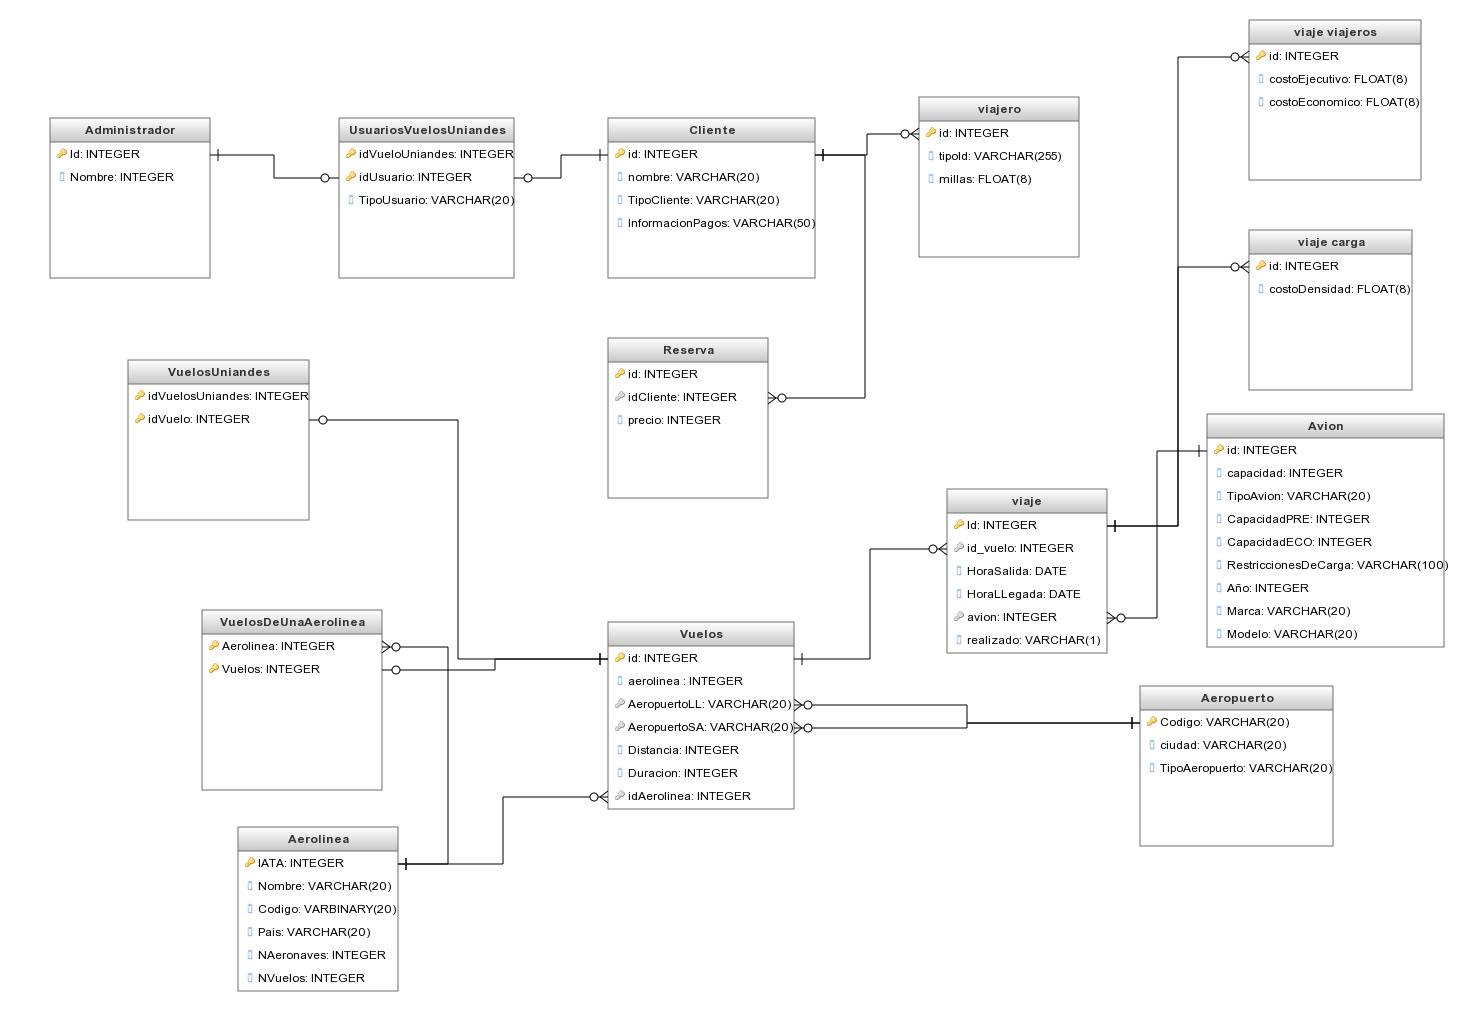 viaje viajeros
id: INTEGER
costoEjecutivo: FLOAT(8)
costoEconomico: FLOAT(8)
viajero
id: INTEGER
tipoId: VARCHAR(255)
millas: FLOAT(8)
Administrador
Id: INTEGER
Nombre: INTEGER
UsuariosVuelosUniandes
idVueloUniandes: INTEGER
idUsuario: INTEGER
TipoUsuario: VARCHAR(20)
Cliente
id: INTEGER
nombre: VARCHAR(20)
TipoCliente: VARCHAR(20)
InformacionPagos: VARCHAR(50)
viaje carga
id: INTEGER
costoDensidad: FLOAT(8)
Reserva
id: INTEGER
idCliente: INTEGER
precio: INTEGER
VuelosUniandes
idVuelosUniandes: INTEGER
idVuelo: INTEGER
Avion
id: INTEGER
capacidad: INTEGER
TipoAvion: VARCHAR(20)
CapacidadPRE: INTEGER
CapacidadECO: INTEGER
RestriccionesDeCarga: VARCHAR(100)
Año: INTEGER
Marca: VARCHAR(20)
Modelo: VARCHAR(20)
viaje
Id: INTEGER
id_vuelo: INTEGER
HoraSalida: DATE
HoraLLegada: DATE
avion: INTEGER
realizado: VARCHAR(1)
VuelosDeUnaAerolinea
Aerolinea: INTEGER
Vuelos: INTEGER
Vuelos
id: INTEGER
aerolinea : INTEGER
AeropuertoLL: VARCHAR(20)
AeropuertoSA: VARCHAR(20)
Distancia: INTEGER
Duracion: INTEGER
idAerolinea: INTEGER
Aeropuerto
Codigo: VARCHAR(20)
ciudad: VARCHAR(20)
TipoAeropuerto: VARCHAR(20)
Aerolinea
IATA: INTEGER
Nombre: VARCHAR(20)
Codigo: VARBINARY(20)
Pais: VARCHAR(20)
NAeronaves: INTEGER
NVuelos: INTEGER